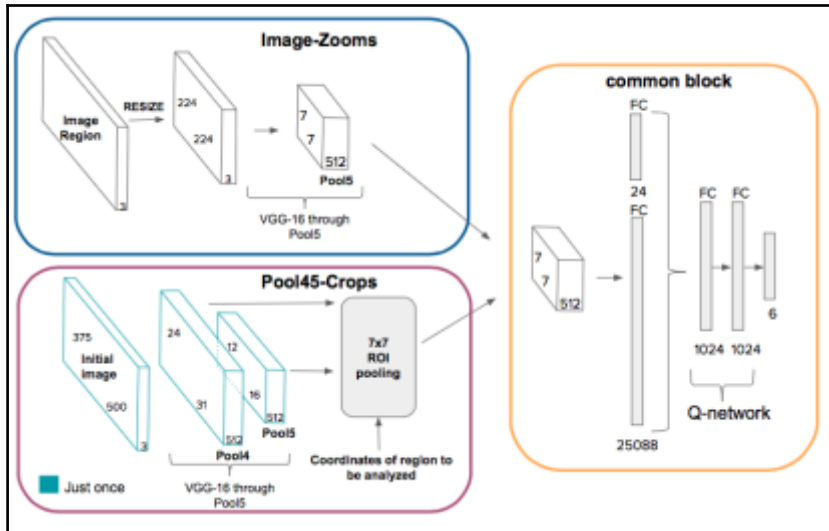 Image-Zooms
RESIZE
Image
Region
3
224
224
3
7
7
512
Pool5
VGG-16 through
Pool5
Pool45-Crops
375
Initial
image
500
3
24
31
512
Pool4
12
16
512
Pool5
VGG-16 through
Pool5
7x7
ROI
pooling
Coordinates of region to
be analyzed
Just once
common block
7
7
512
FC
24
FC
25088
FC
FC
1024
1024
6
Q-network